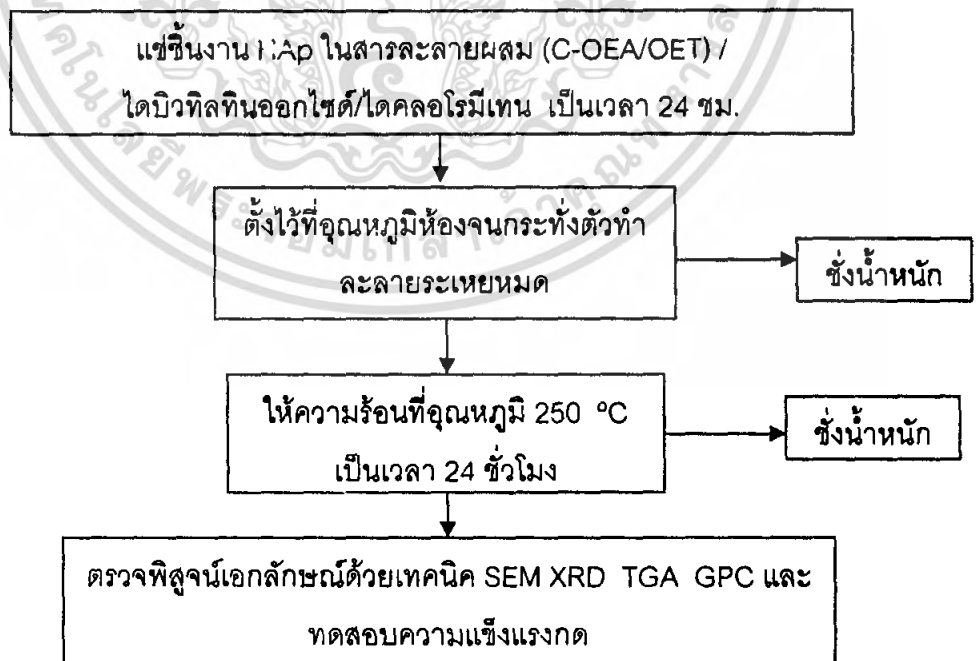 แช่ชิ้นงาน HAp ในสารละลายผสม (C-OEA/OET) /
ไดบิวทิลทินออกไซด์/ไดคลอโรมีเทน เป็นเวลา 24 ชม.
ตั้งไว้ที่อุณหภูมิห้องจนกระทั่งตัวทำ
ละลายระเหยหมด
ชั่งน้ำหนัก
ให้ความร้อนที่อุณหภูมิ 250 °C
เป็นเวลา 24 ชั่วโมง
ชั่งน้ำหนัก
ตรวจพิสูจน์เอกลักษณ์ด้วยเทคนิค SEM XRD TGA GPC และ
ทดสอบความแข็งแรงกด